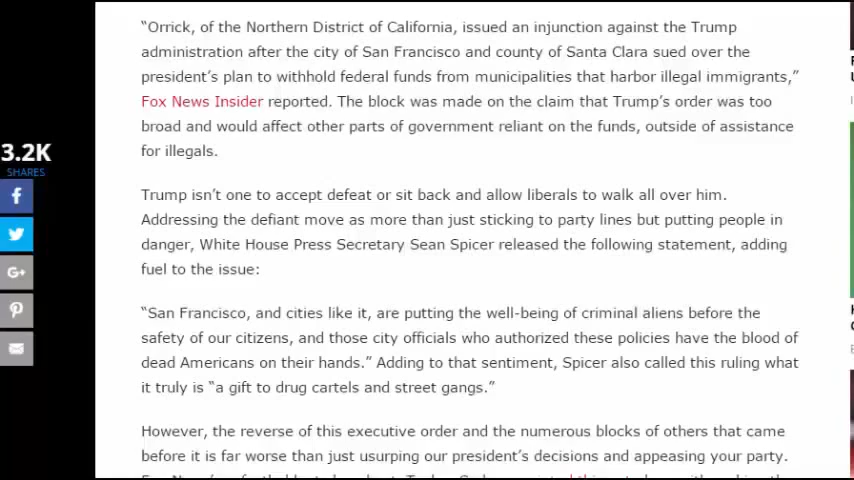 “Orrick, of the Northern District of California, issued an injunction against the Trump
administration after the city of San Francisco and county of Santa Clara sued over the
president’s plan to withhold federal funds from municipalities that harbor illegal immigrants,”
Fox News Insider reported. The block was made on the claim that Trump’s order was too
broad and would affect other parts of government reliant on the funds, outside of assistance
for illegals.
3.2K
SHARES
Trump isn’t one to accept defeat or sit back and allow liberals to walk all over him.
Addressing the defiant move as more than just sticking to party lines but putting people in
danger, White House Press Secretary Sean Spicer released the following statement, adding
fuel to the issue:
“San Francisco, and cities like it, are putting the well-being of criminal aliens before the
safety of our citizens, and those city officials who authorized these policies have the blood of
dead Americans on their hands.” Adding to that sentiment, Spicer also called this ruling what
it truly is “a gift to drug cartels and street gangs.”
However, the reverse of this executive order and the numerous blocks of others that came
before it is far worse than just usurping our president’s decisions and appeasing your party.